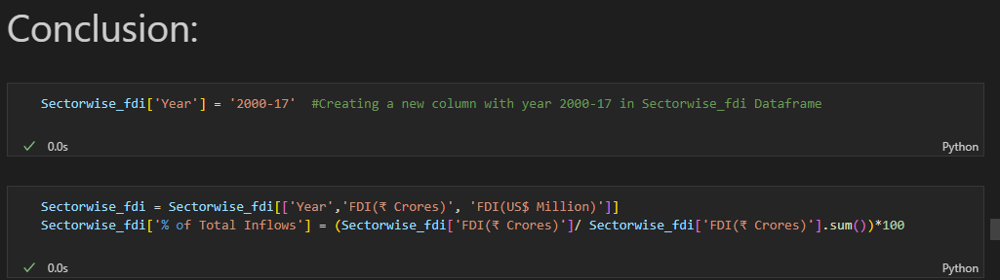 Conclusion:
Sectorwise_fdi['Year'] = '2000-17'  #Creating a new column with year 2000-17 in Sectorwise_fdi Dataframe
0.0s
Python
Sectorwise_fdi = Sectorwise_fdi[['Year','FDI(₹ Crores)', 'FDI(US$ Million)']]
Sectorwise_fdi['% of Total Inflows'] = (Sectorwise_fdi['FDI(₹ Crores)']/ Sectorwise_fdi['FDI(₹ Crores)'].sum())*100
0.0s
Python